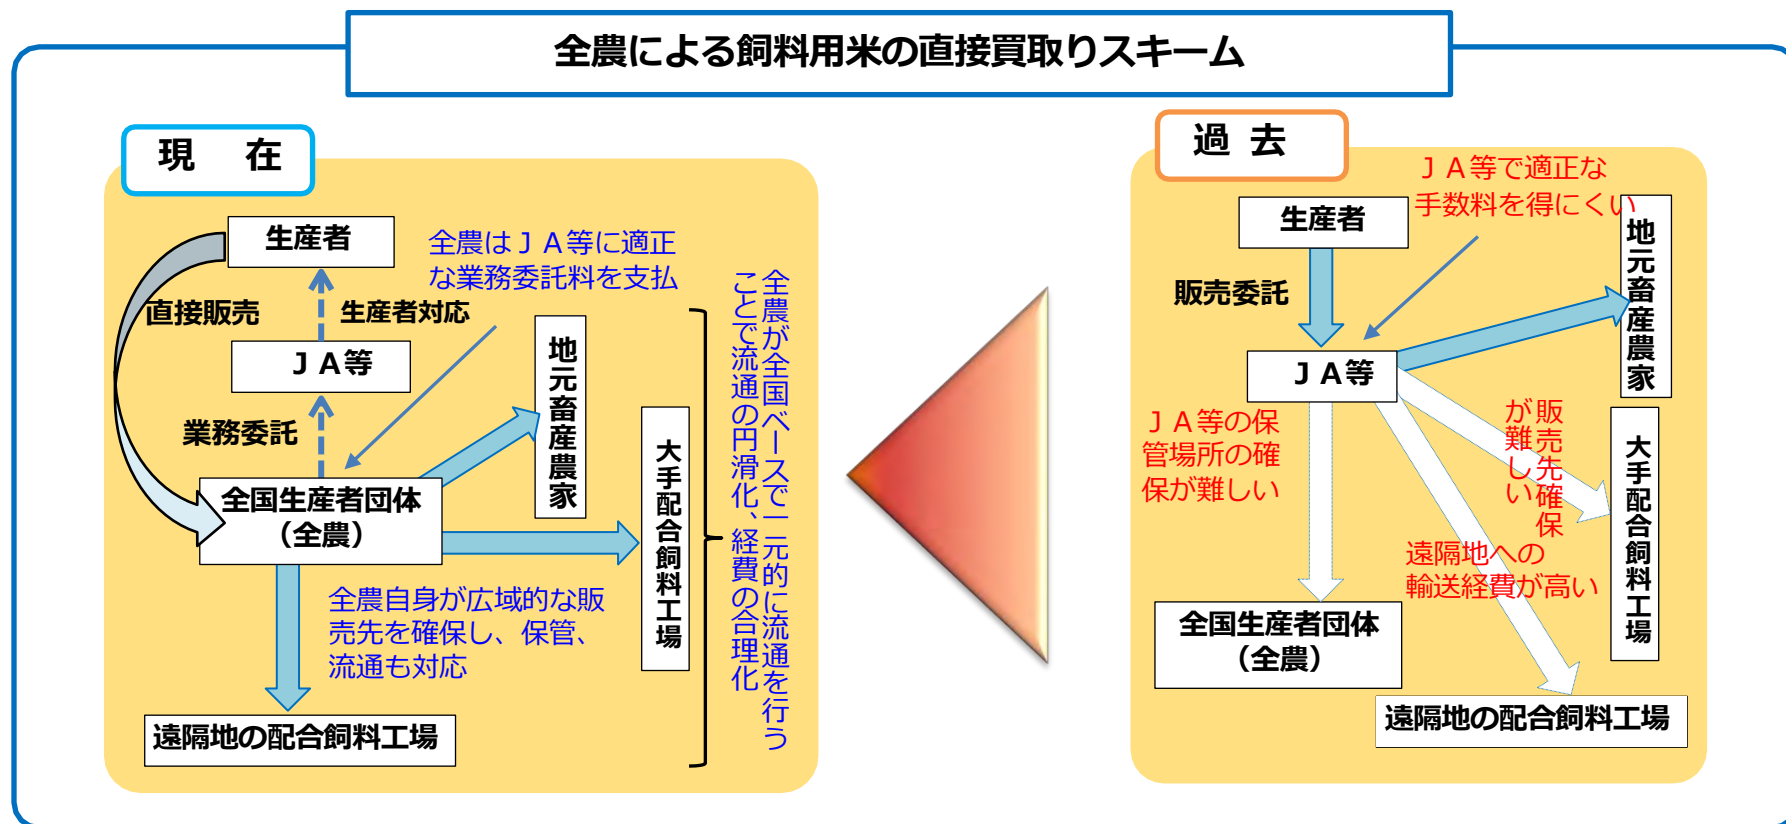 全農による飼料用米の直接買取りスキーム
現　在
生産者
全農はＪＡ等に適正
な業務委託料を支払
直接販売
生産者対応
ＪＡ等
業務委託
全国生産者団体
（全農）
地元畜産農家
大手配合飼料工場
全農が全国ベースで一元的に流通を行う
ことで流通の円滑化、経費の合理化
全農自身が広域的な販
売先を確保し、保管、
流通も対応
遠隔地の配合飼料工場
過 去
ＪＡ等で適正な
手数料を得にくい
生産者
地元畜産農家
販売委託
ＪＡ等
ＪＡ等の保
管場所の確
保が難しい
販売先確保
が難しい
大手配合飼料工場
遠隔地への
輸送経費が高い
全国生産者団体
（全農）
遠隔地の配合飼料工場